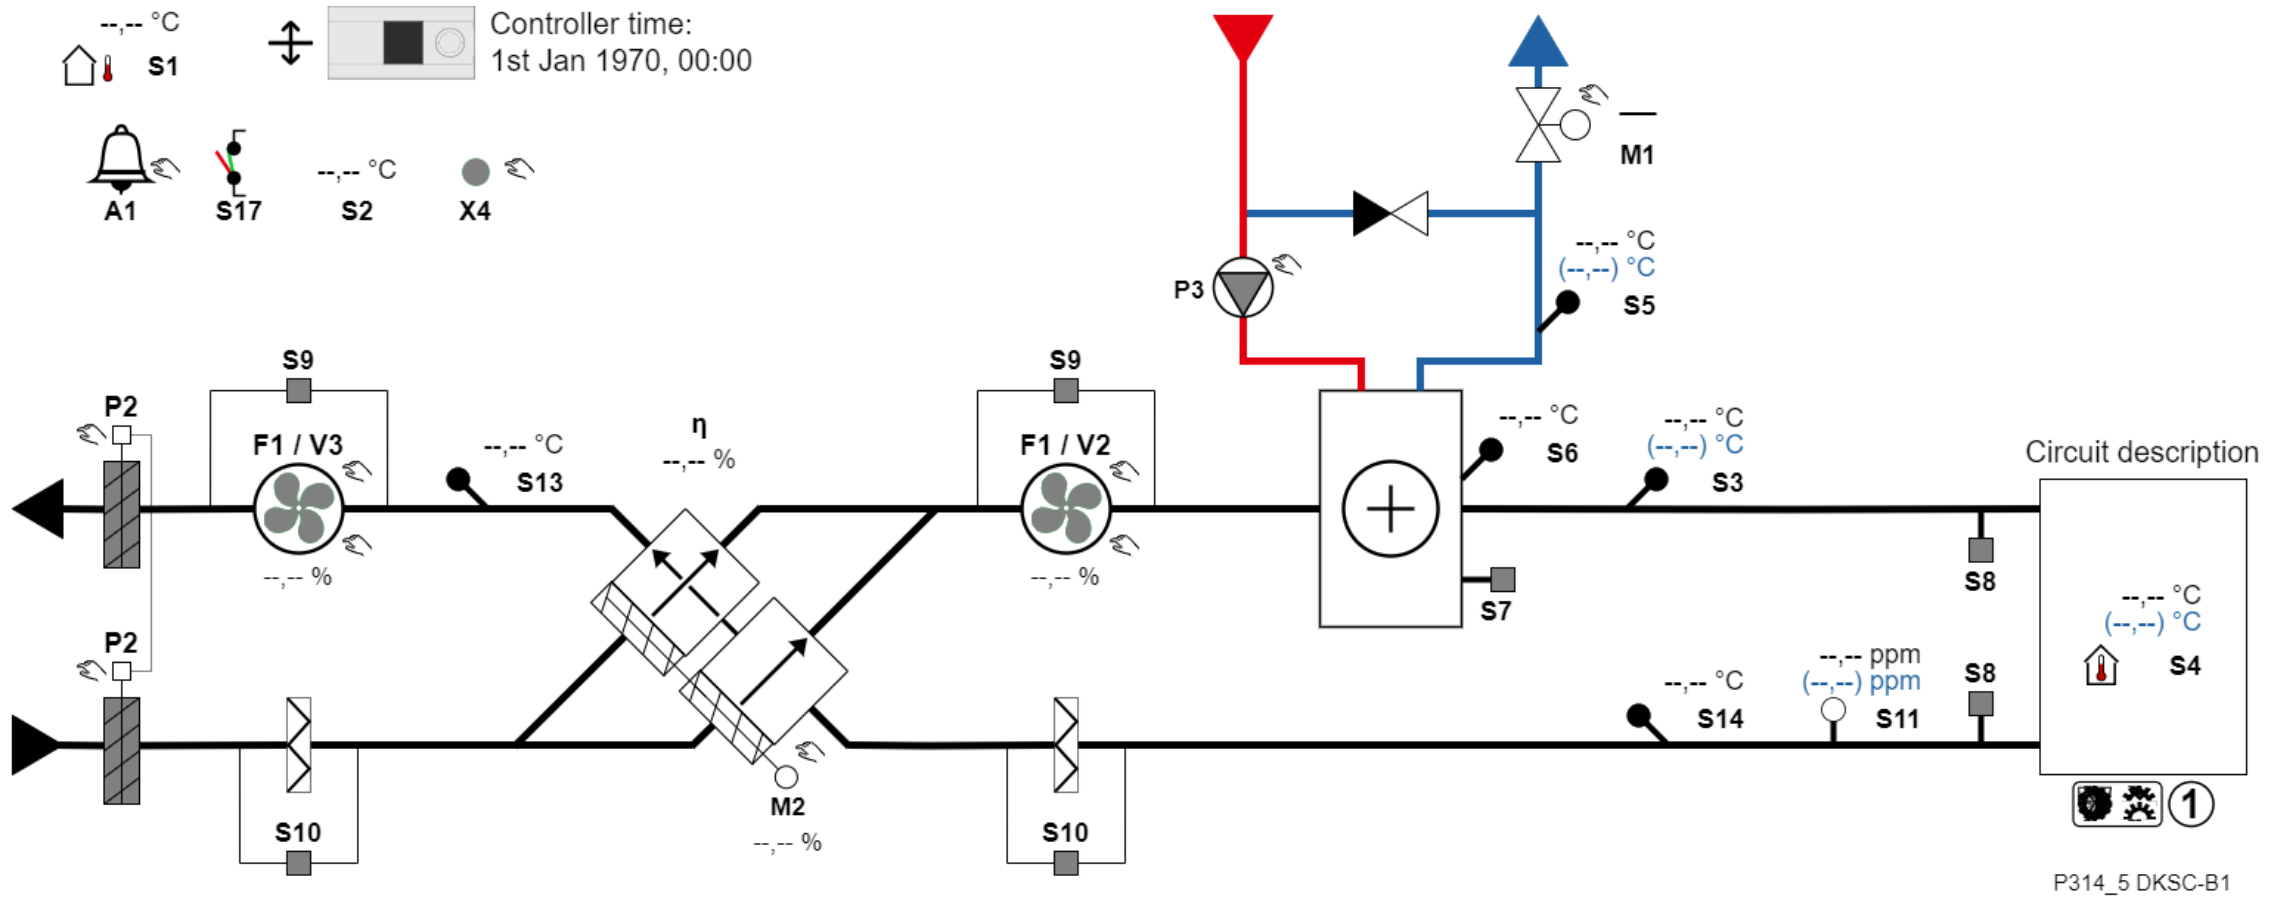 --,-- °C
S1
Controller time:
1st Jan 1970, 00:00
A1
S17
--,-- °C
S2
X4
M1
--,-- °C
(--,--) °C
S5
P3
S9
S9
P2
F1 / V3
--,-- °C
S13
η
--,-- %
F1 / V2
--,-- °C
S6
--,-- °C
(--,--) °C
S3
Circuit description
--,-- %
--,-- %
S7
S8
--,-- °C
(--,--) °C
S4
P2
--,-- °C
S14
--,-- ppm
(--,--) ppm
S11
S8
M2
--,-- %
S10
S10
1
P314_5 DKSC-B1